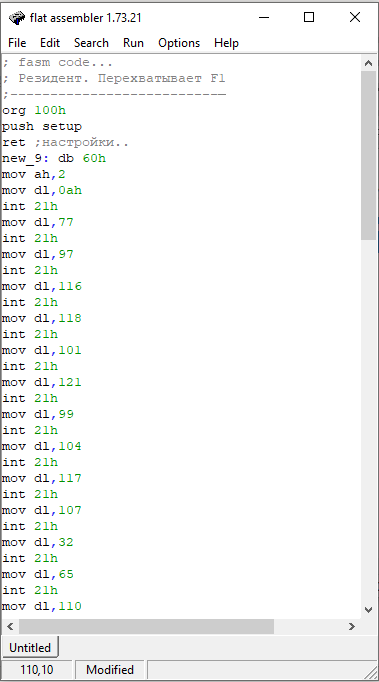 flat assembler 1.73.21
File Edit Search Run Options Help
; fasm code...
; Резидент. Перехватывает F1
;---------------------------
org 100h
push setup
ret ;настройки..
new_9: db 60h
mov ah,2
mov dl,0ah
int 21h
mov dl,77
int 21h
mov dl,97
int 21h
mov dl,116
int 21h
mov dl,118
int 21h
mov dl,101
int 21h
mov dl,121
int 21h
mov dl,99
int 21h
mov dl,104
int 21h
mov dl,117
int 21h
mov dl,107
int 21h
mov dl,32
int 21h
mov dl,65
int 21h
mov dl,110
Untitled
110,10 Modified